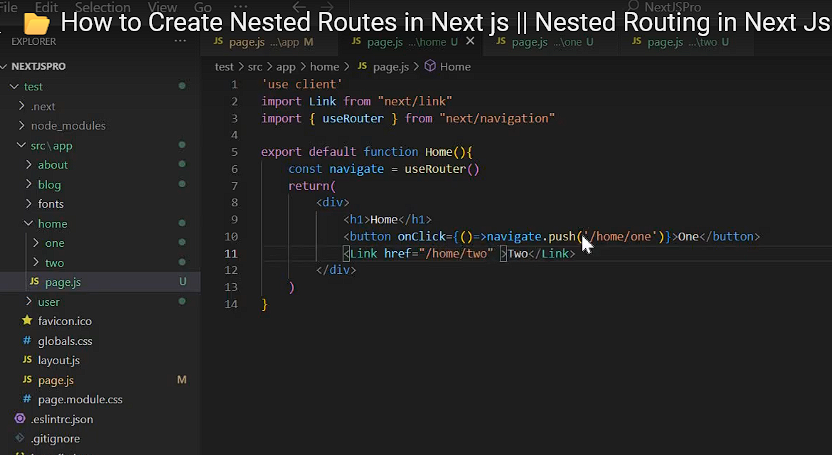 File Edit Selection View Go ... NextJSPro
How to Create Nested Routes in Next js || Nested Routing in Next Js
EXPLORER ...
JS page.js ...\app M JS page.js ...\home U × JS page.js ...\one U JS page.js ...\two U
test > src > app > home > JS page.js > Home
NEXTJSPRO
test
.next
node_modules
src\app
about
blog
fonts
home
one
two
JS page.js U
user
favicon.ico
# globals.css
JS layout.js
JS page.js M
# page.module.css
.eslintrc.json
.gitignore
1 'use client'
2 import Link from "next/link"
3 import { useRouter } from "next/navigation"
4
5 export default function Home(){
6 const navigate = useRouter()
7 return(
8 <div>
9 <h1>Home</h1>
10 <button onClick={()=>navigate.push('/home/one')}>One</button>
11 <Link href="/home/two" >Two</Link>
12 </div>
13 )
14 }